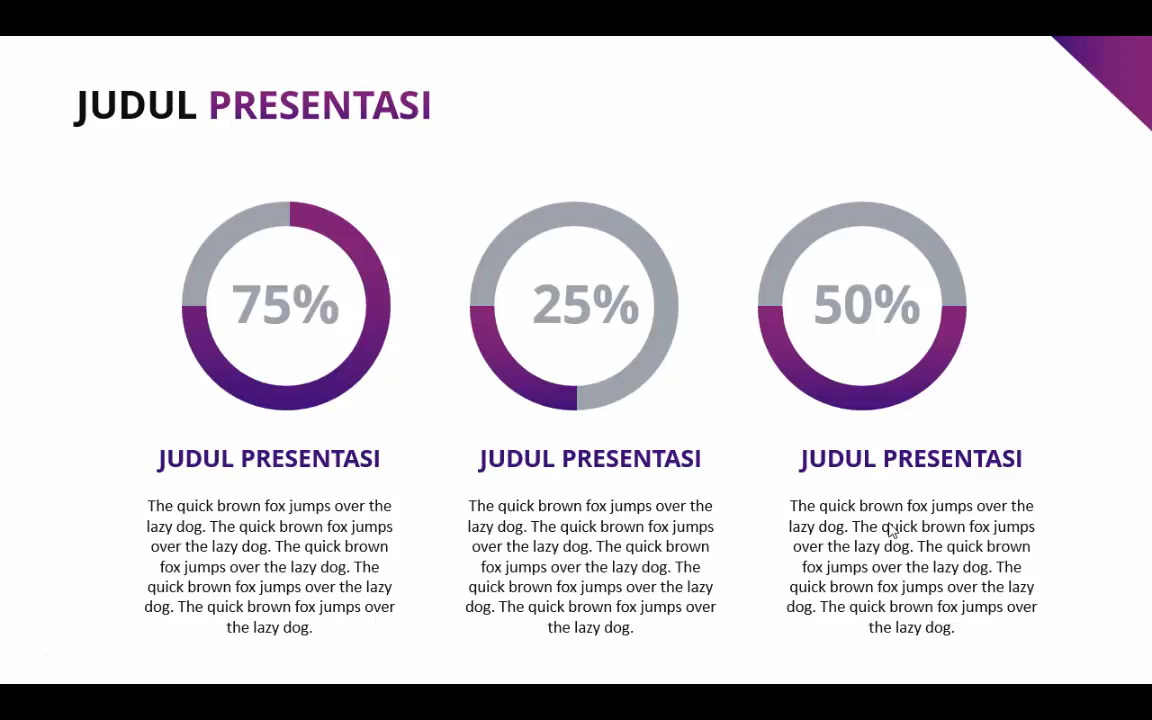 JUDUL PRESENTASI
75%
25%
50%
JUDUL PRESENTASI
The quick brown fox jumps over the
lazy dog. The quick brown fox jumps
over the lazy dog. The quick brown
fox jumps over the lazy dog. The
quick brown fox jumps over the lazy
dog. The quick brown fox jumps over
the lazy dog.
JUDUL PRESENTASI
The quick brown fox jumps over the
lazy dog. The quick brown fox jumps
over the lazy dog. The quick brown
fox jumps over the lazy dog. The
quick brown fox jumps over the lazy
dog. The quick brown fox jumps over
the lazy dog.
JUDUL PRESENTASI
The quick brown fox jumps over the
lazy dog. The quick brown fox jumps
over the lazy dog. The quick brown
fox jumps over the lazy dog. The
quick brown fox jumps over the lazy
dog. The quick brown fox jumps over
the lazy dog.